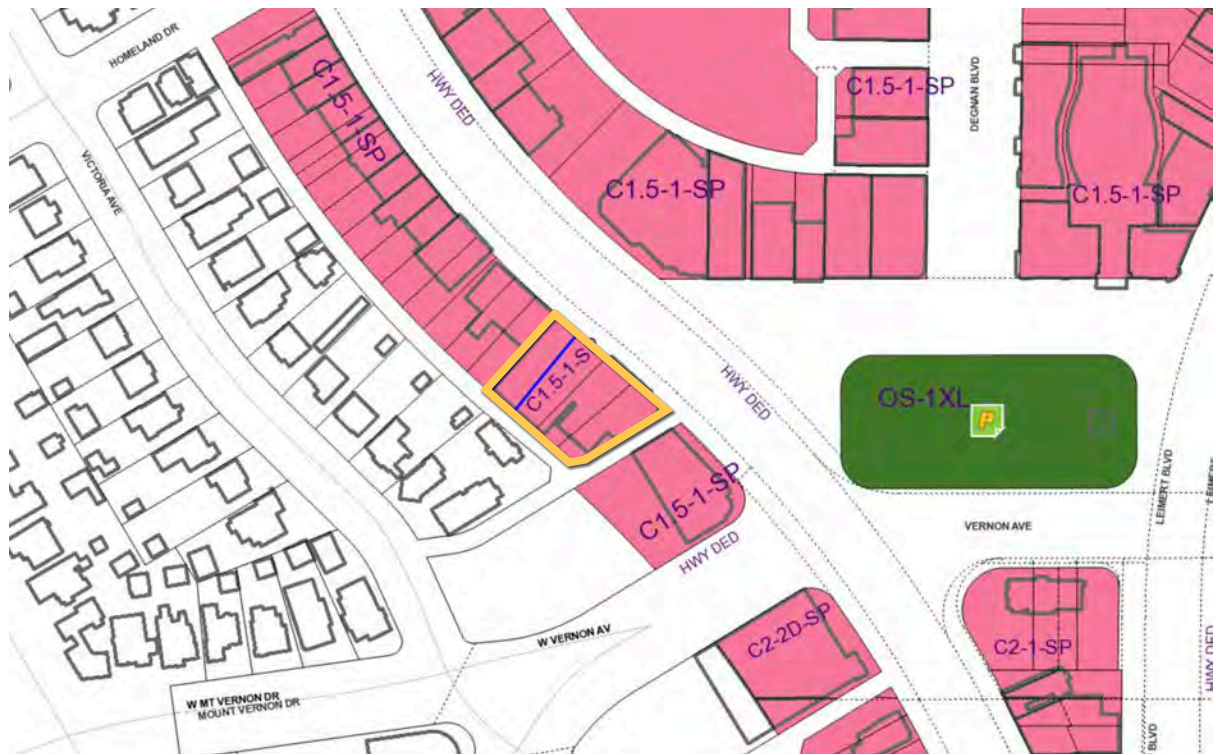 HOMELAND DR
C1.5-1-SP
HWY DED
C1.5-1-SP
DEGNAN BLVD
VICTORIA AVE
C1.5-1-SP
C1.5-1-SP
C1.5-1-S
HWY DED
OS-1XL
P
LEIMERT BLVD
C1.5-1-SP
VERNON AVE
HWY DED
W VERNON AV
C2-2D-SP
C2-1-SP
HWY DED
W MT VERNON DR
MOUNT VERNON DR
BLVD
BLVD